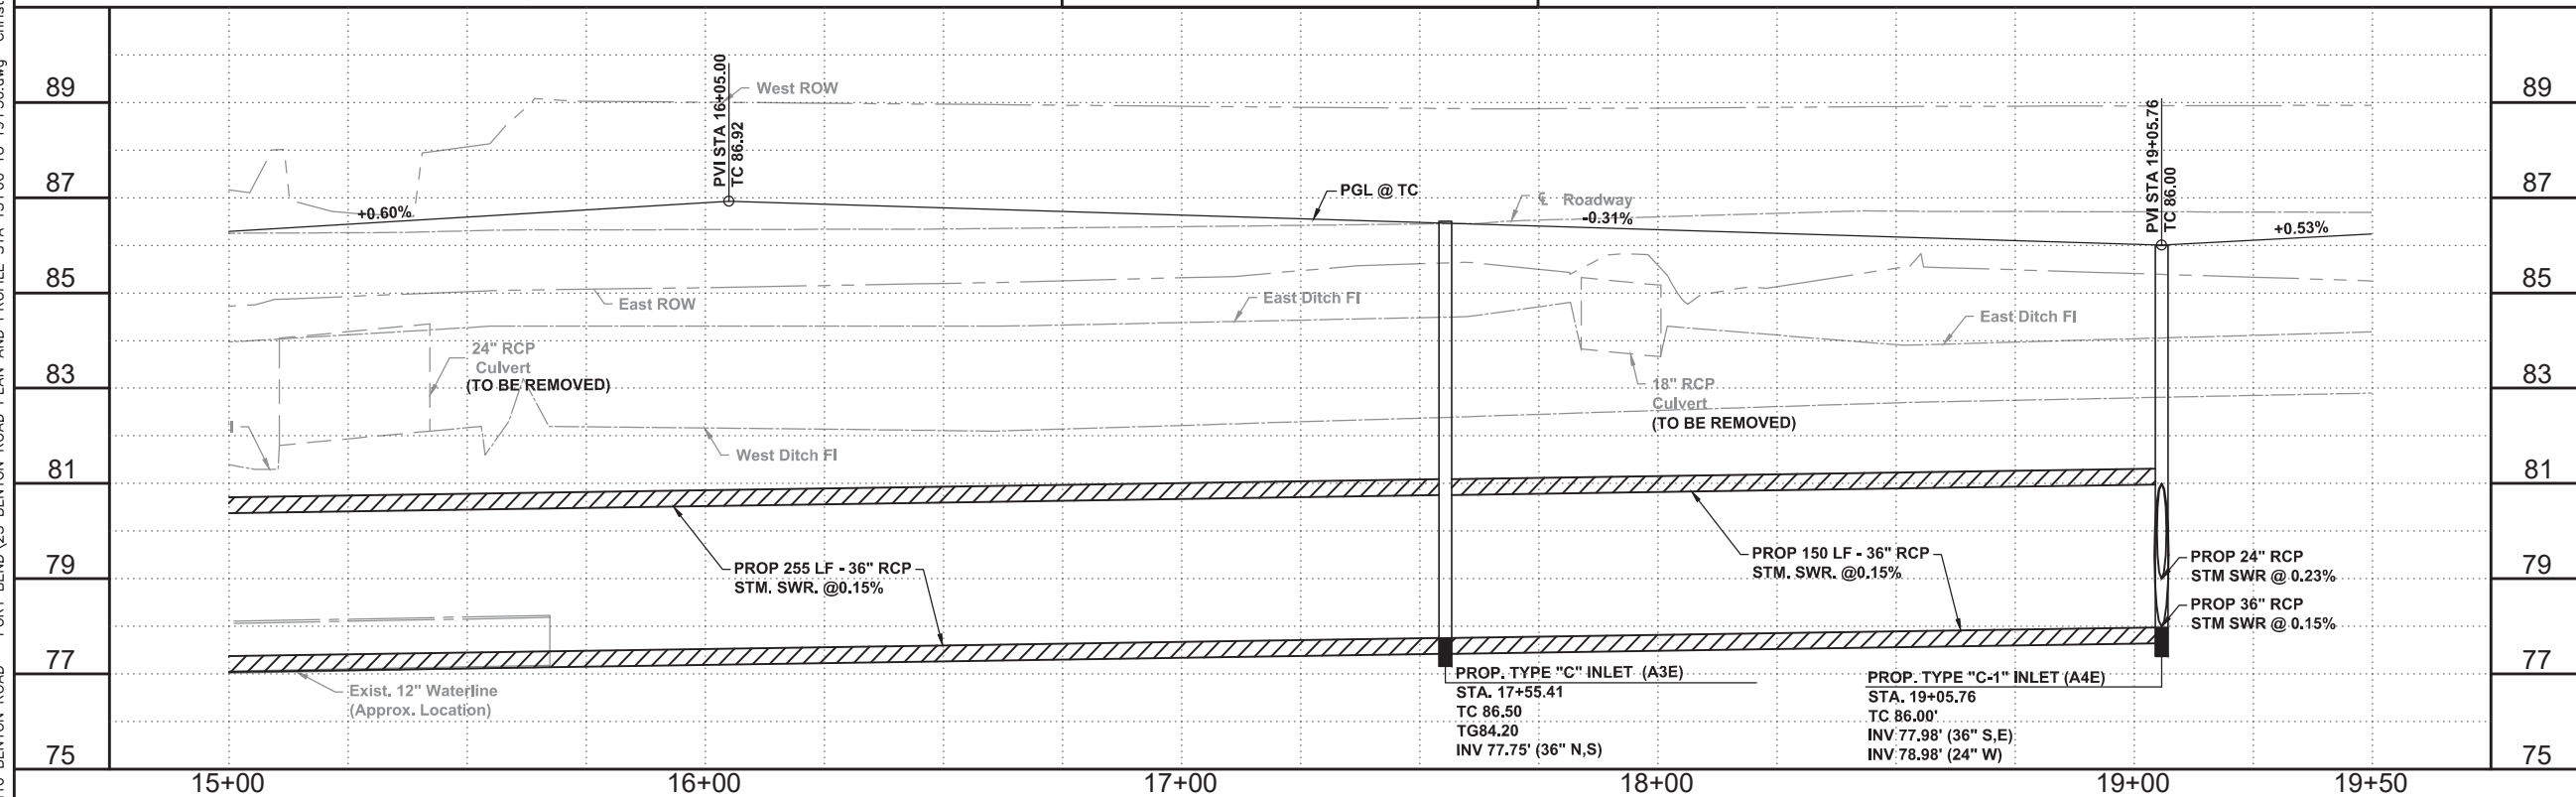 89
87
85
83
81
79
77
75
PVI STA 16+05.00
TC 86.92
West ROW
+0.60%
PGL @ TC
℄ Roadway
-0.31%
PVI STA 19+05.76
TC 86.00
+0.53%
East ROW
East Ditch Fl
East Ditch Fl
24" RCP
Culvert
(TO BE REMOVED)
18" RCP
Culvert
(TO BE REMOVED)
West Ditch Fl
PROP 255 LF - 36" RCP
STM. SWR. @0.15%
PROP 150 LF - 36" RCP
STM. SWR. @0.15%
PROP 24" RCP
STM SWR @ 0.23%
PROP 36" RCP
STM SWR @ 0.15%
Exist. 12" Waterline
(Approx. Location)
PROP. TYPE "C" INLET (A3E)
STA. 17+55.41
TC 86.50
TG84.20
INV 77.75' (36" N,S)
PROP. TYPE "C-1" INLET (A4E)
STA. 19+05.76
TC 86.00'
INV 77.98' (36" S,E)
INV 78.98' (24" W)
89
87
85
83
81
79
77
75
15+00
16+00
17+00
18+00
19+00
19+50